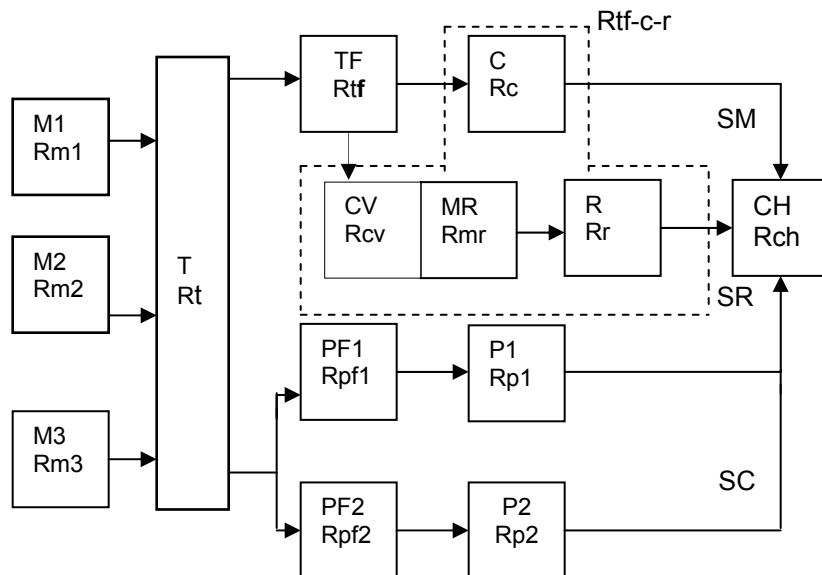 Rtf-c-r
TF
Rtf
C
Rc
SM
M1
Rm1
M2
Rm2
M3
Rm3
T
Rt
CV
Rcv
MR
Rmr
R
Rr
CH
Rch
SR
PF1
Rpf1
P1
Rp1
SC
PF2
Rpf2
P2
Rp2